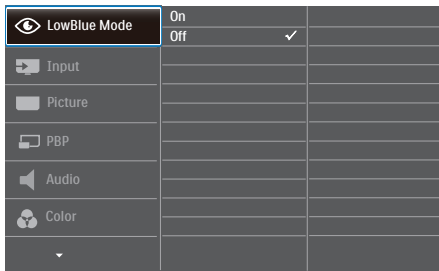 LowBlue Mode
On
Off
Input
Picture
PBP
Audio
Color